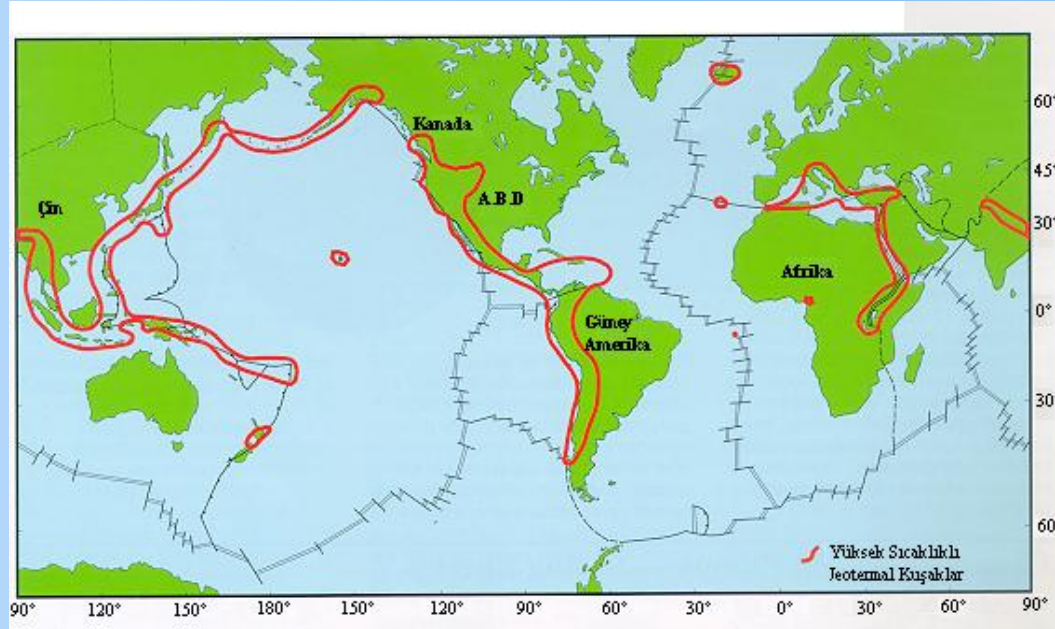 Kanada
A.B.D
Çin
Afrika
Güney
Amerika
60°
45°
30°
0°
30
60
Yüksek Sıcaklıklı
Jeotermal Kuşaklar
90° 120° 150° 180° 150° 120° 90° 60° 30° 0° 30° 60° 90°